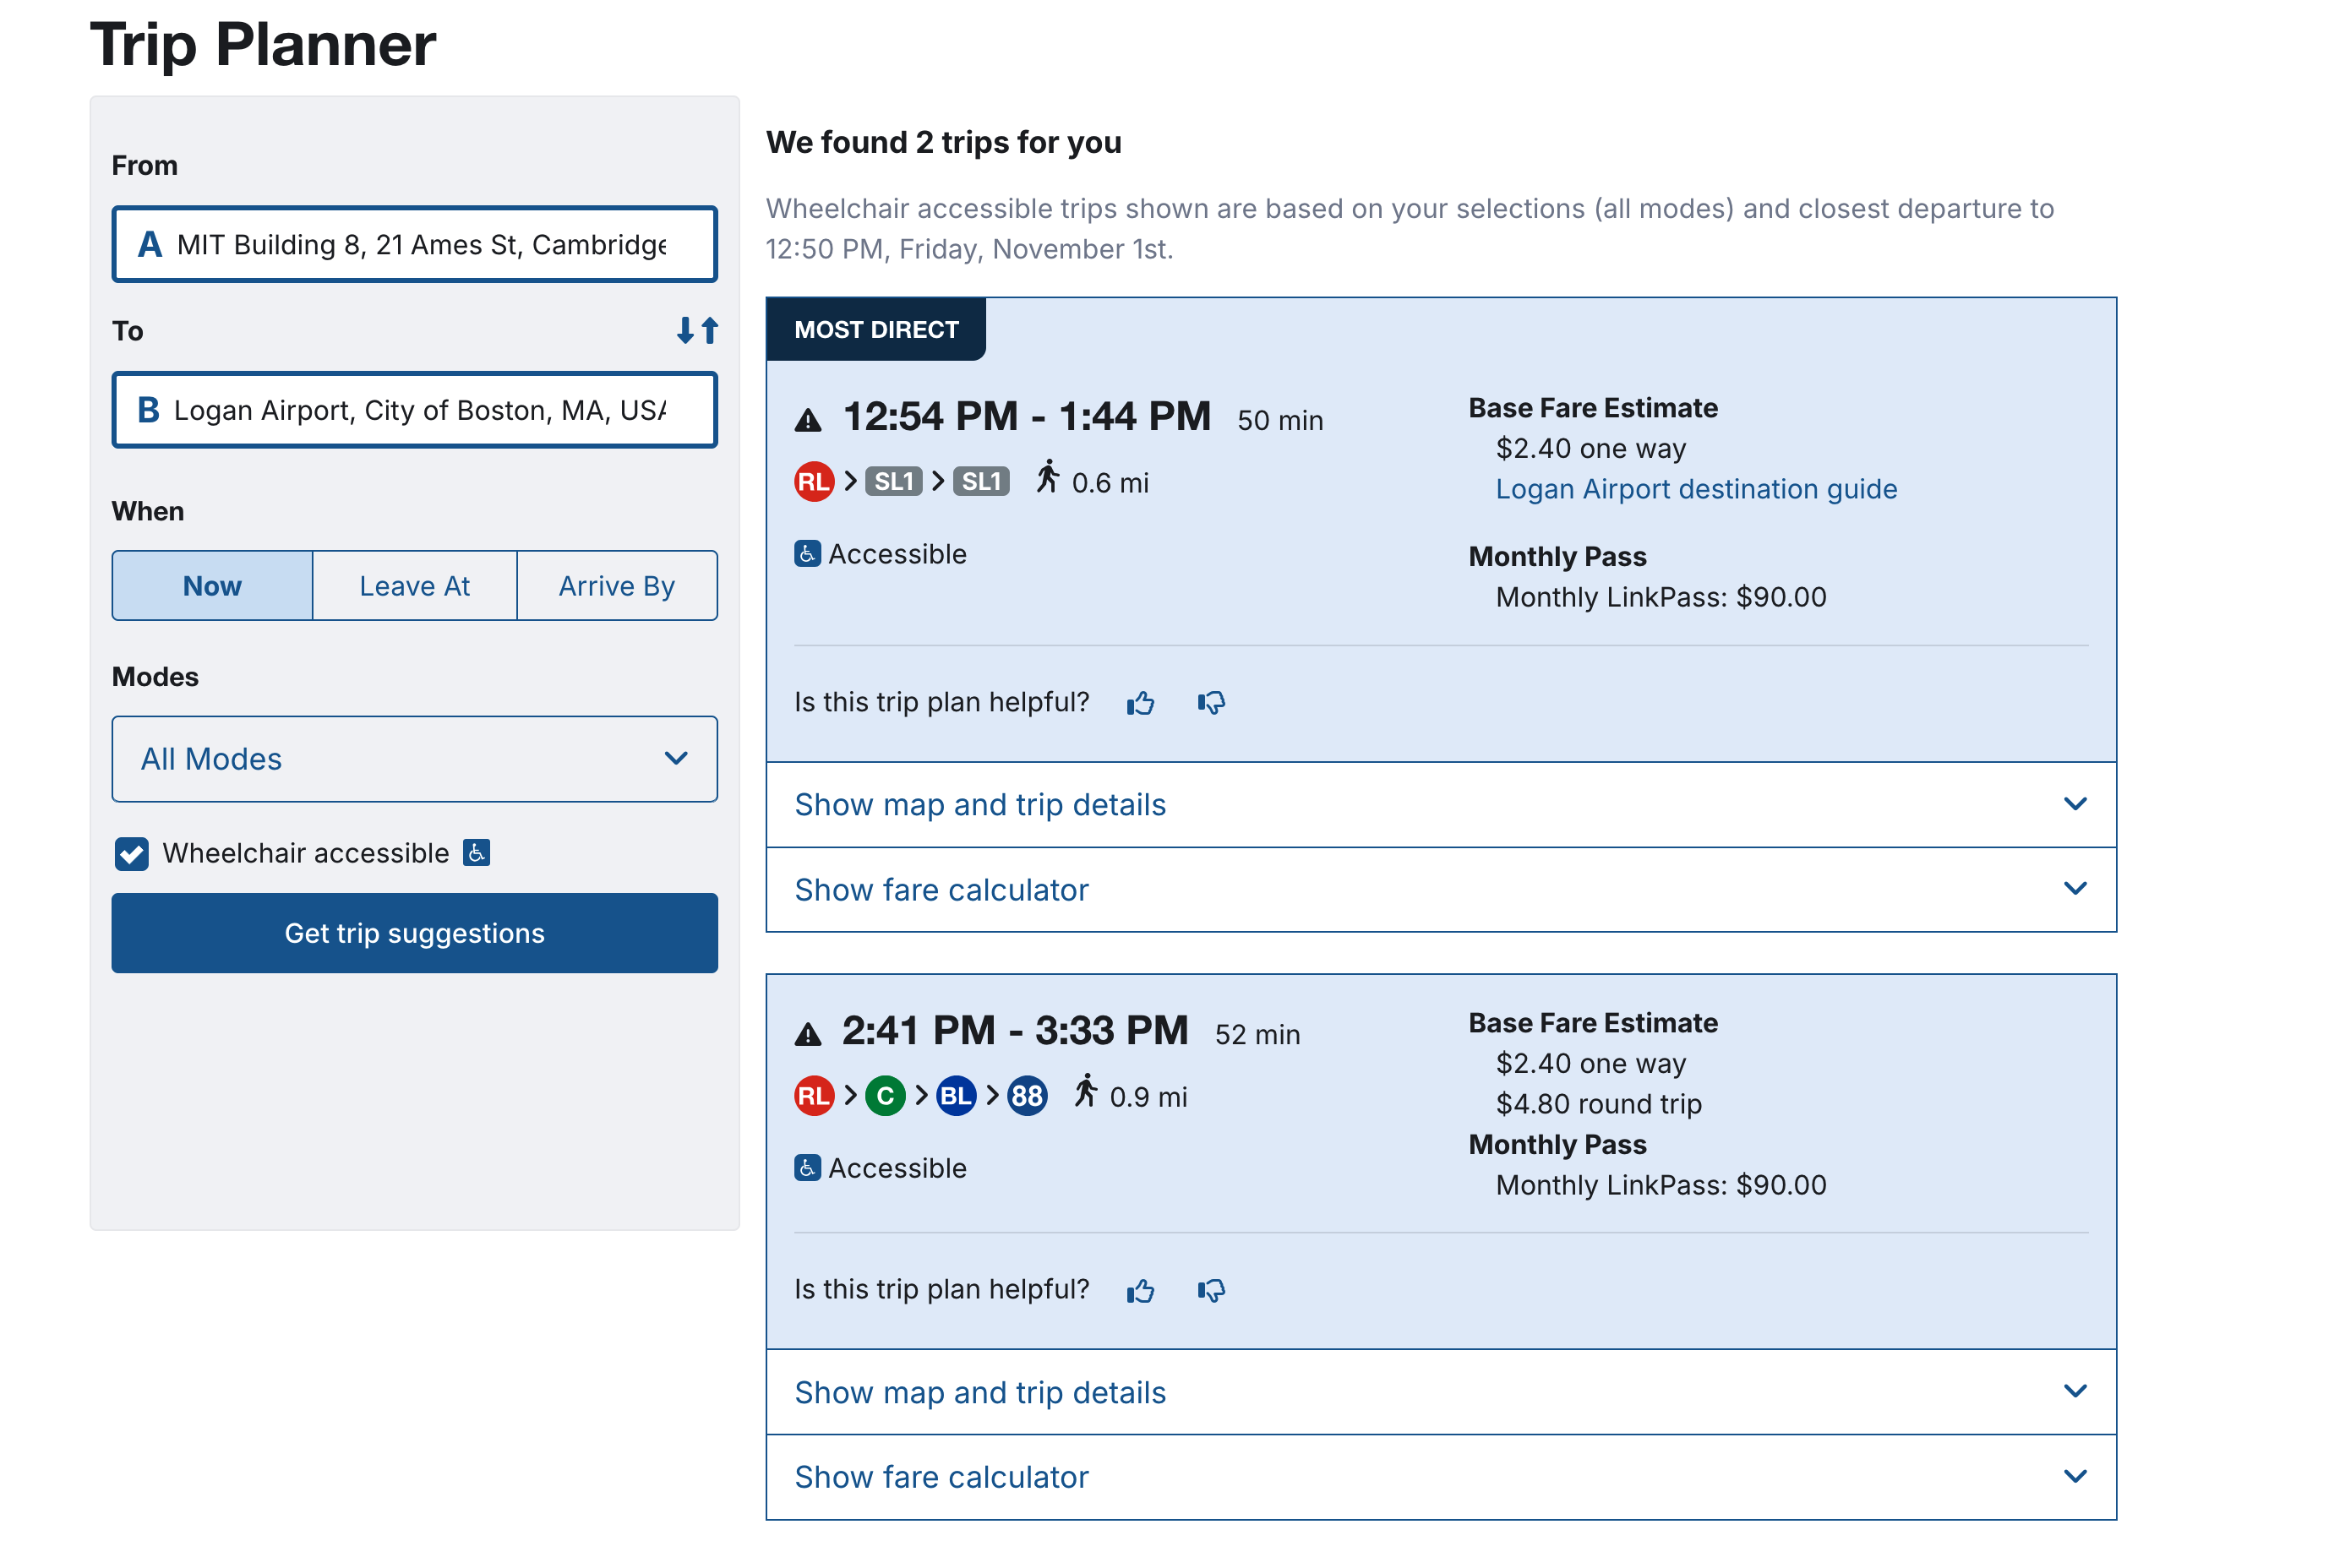 Trip Planner
From
A MIT Building 8, 21 Ames St, Cambridge
To
B Logan Airport, City of Boston, MA, USA
When
Now Leave At Arrive By
Modes
All Modes
Wheelchair accessible
Get trip suggestions
We found 2 trips for you
Wheelchair accessible trips shown are based on your selections (all modes) and closest departure to
12:50 PM, Friday, November 1st.
MOST DIRECT
12:54 PM - 1:44 PM 50 min
RL > SL1 > SL1 0.6 mi
Accessible
Base Fare Estimate
$2.40 one way
Logan Airport destination guide
Monthly Pass
Monthly LinkPass: $90.00
Is this trip plan helpful?
Show map and trip details
Show fare calculator
2:41 PM - 3:33 PM 52 min
RL > C > BL > 88 0.9 mi
Accessible
Base Fare Estimate
$2.40 one way
$4.80 round trip
Monthly Pass
Monthly LinkPass: $90.00
Is this trip plan helpful?
Show map and trip details
Show fare calculator